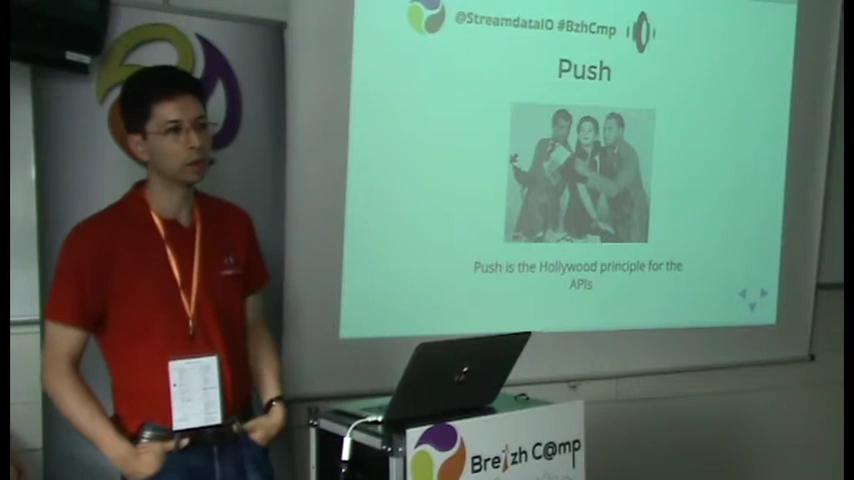 @StreamdataIO #BzhCmp
Push
Push is the Hollywood principle for the
APIs
Breizh C@mp